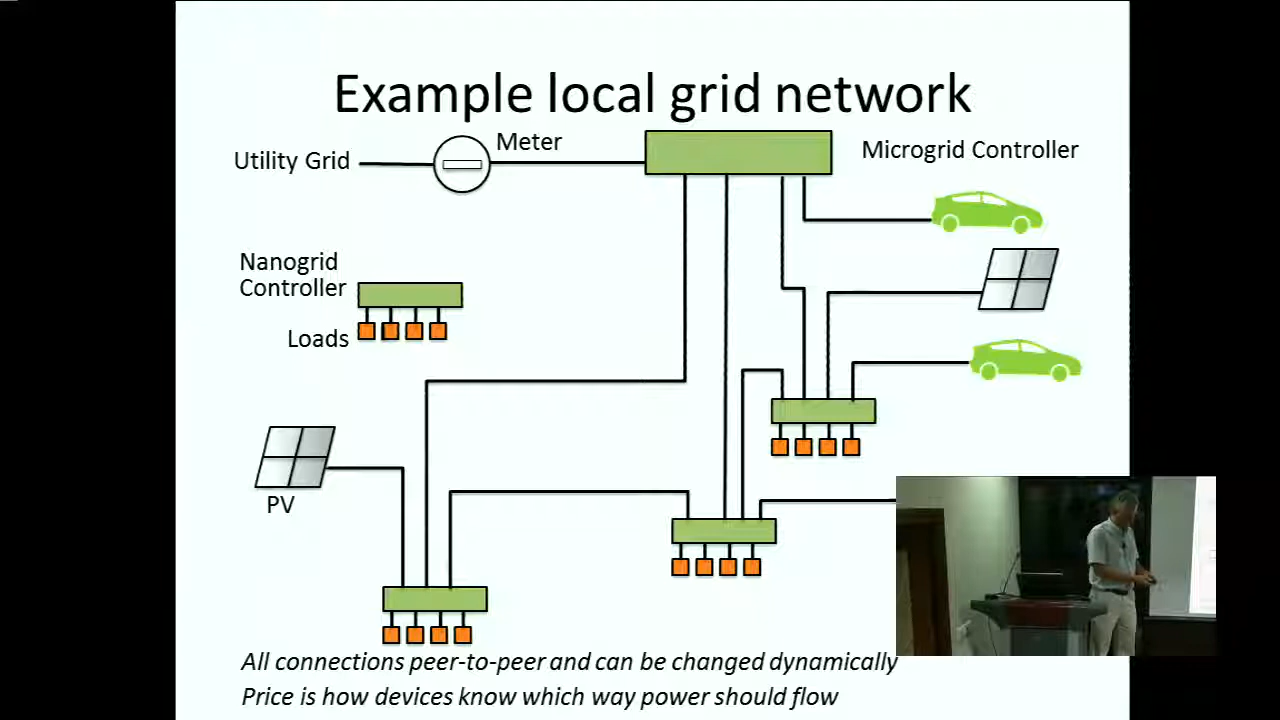 Example local grid network
Utility Grid
Meter
Microgrid Controller
Nanogrid
Controller
Loads
PV
All connections peer-to-peer and can be changed dynamically
Price is how devices know which way power should flow